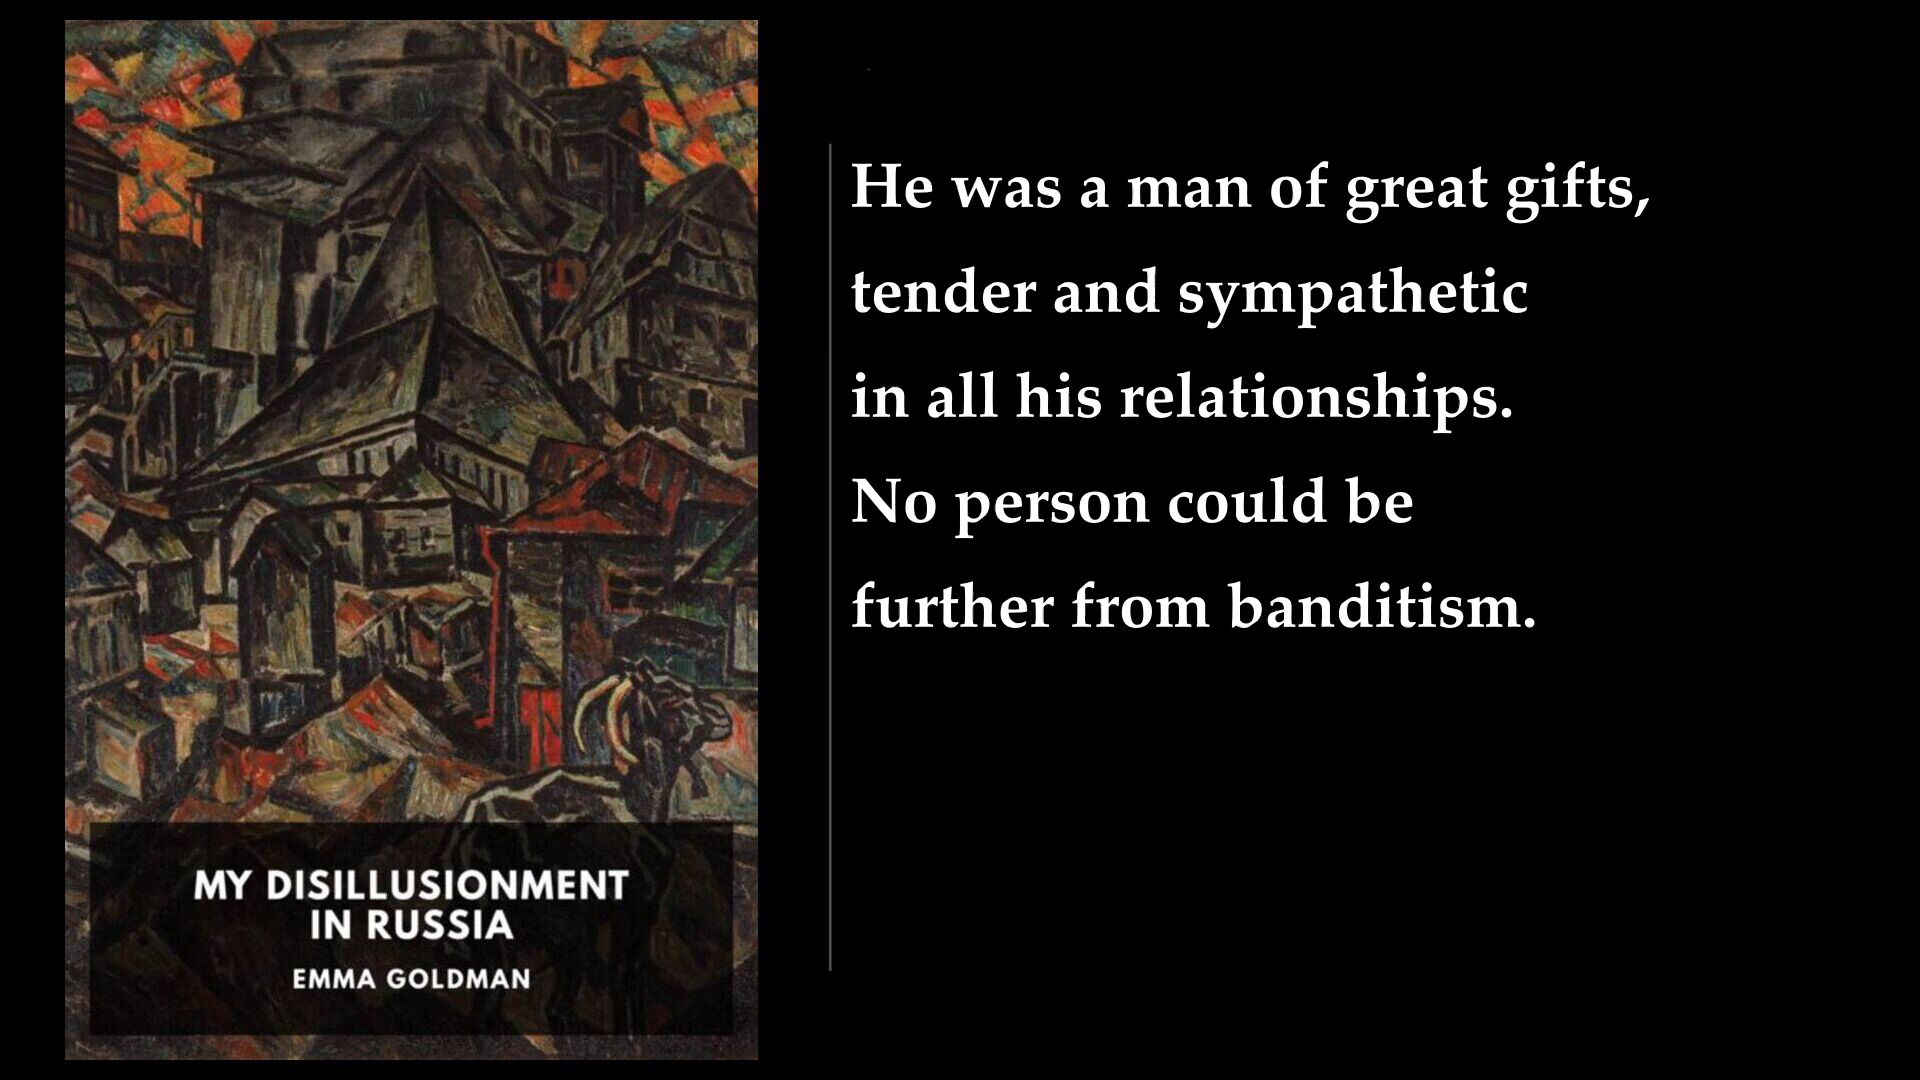 He was a man of great gifts,
tender and sympathetic
in all his relationships.
No person could be
further from banditism.
MY DISILLUSIONMENT
IN RUSSIA
EMMA GOLDMAN